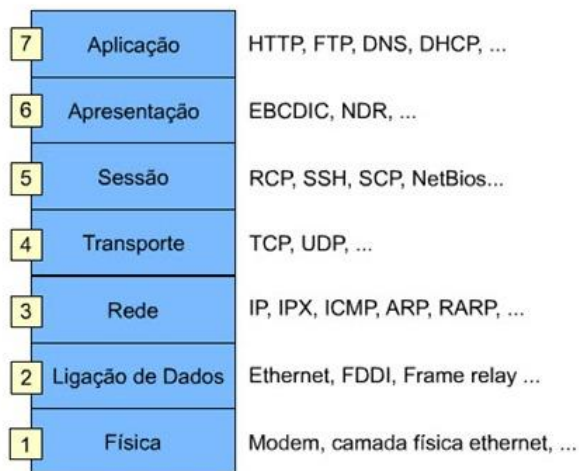 7 Aplicação HTTP, FTP, DNS, DHCP, ...
6 Apresentação EBCDIC, NDR, ...
5 Sessão RCP, SSH, SCP, NetBios...
4 Transporte TCP, UDP, ...
3 Rede IP, IPX, ICMP, ARP, RARP, ...
2 Ligação de Dados Ethernet, FDDI, Frame relay ...
1 Física Modem, camada física ethernet, ...